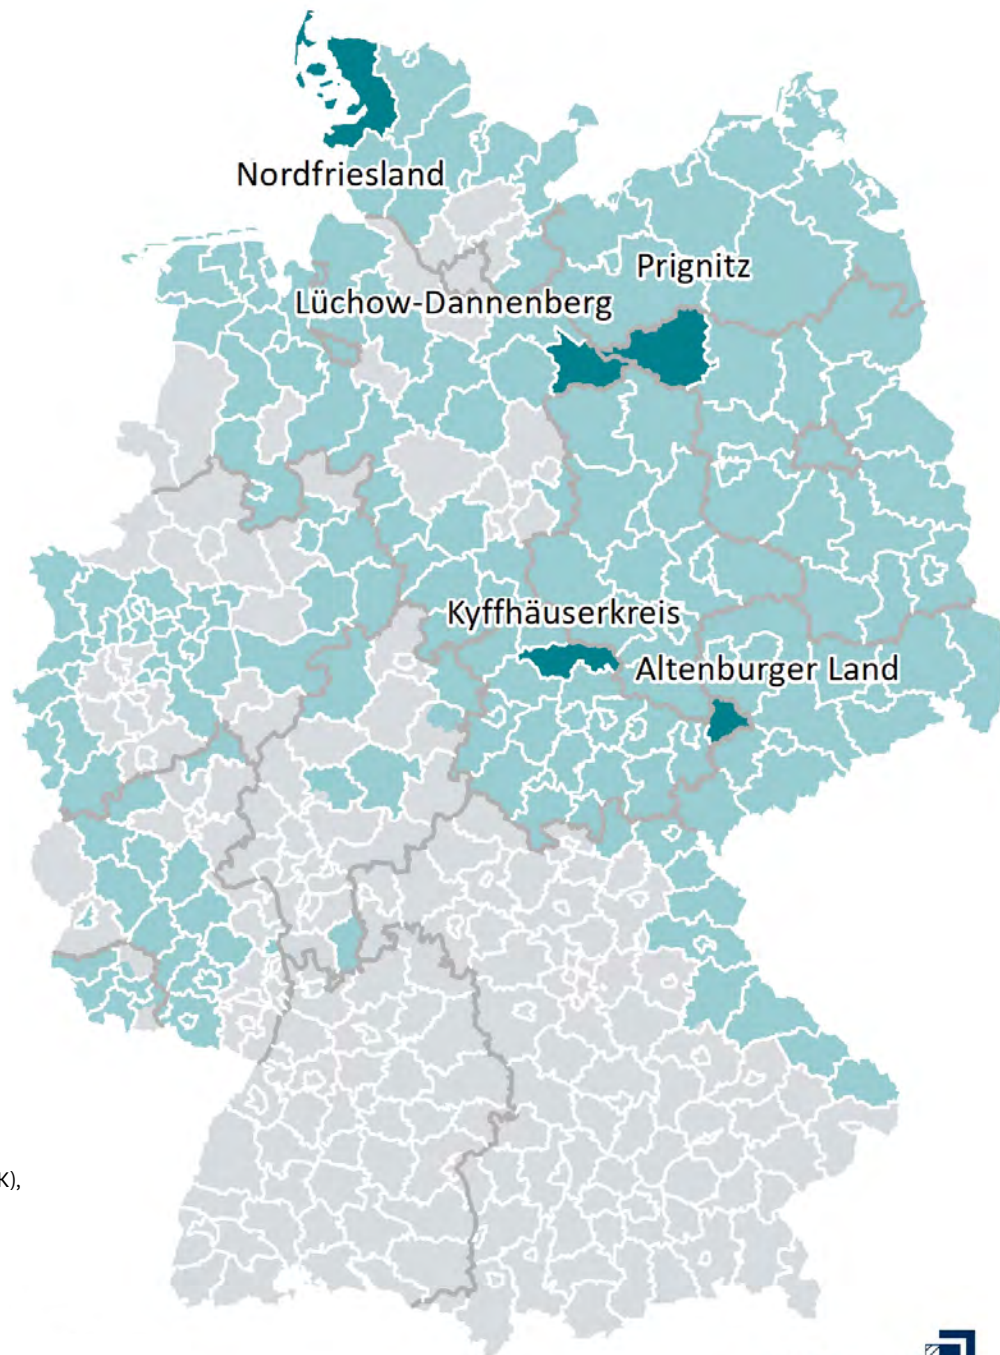 Nordfriesland
Prignitz
Lüchow-Dannenberg
Kyffhäuserkreis
Altenburger Land
K),